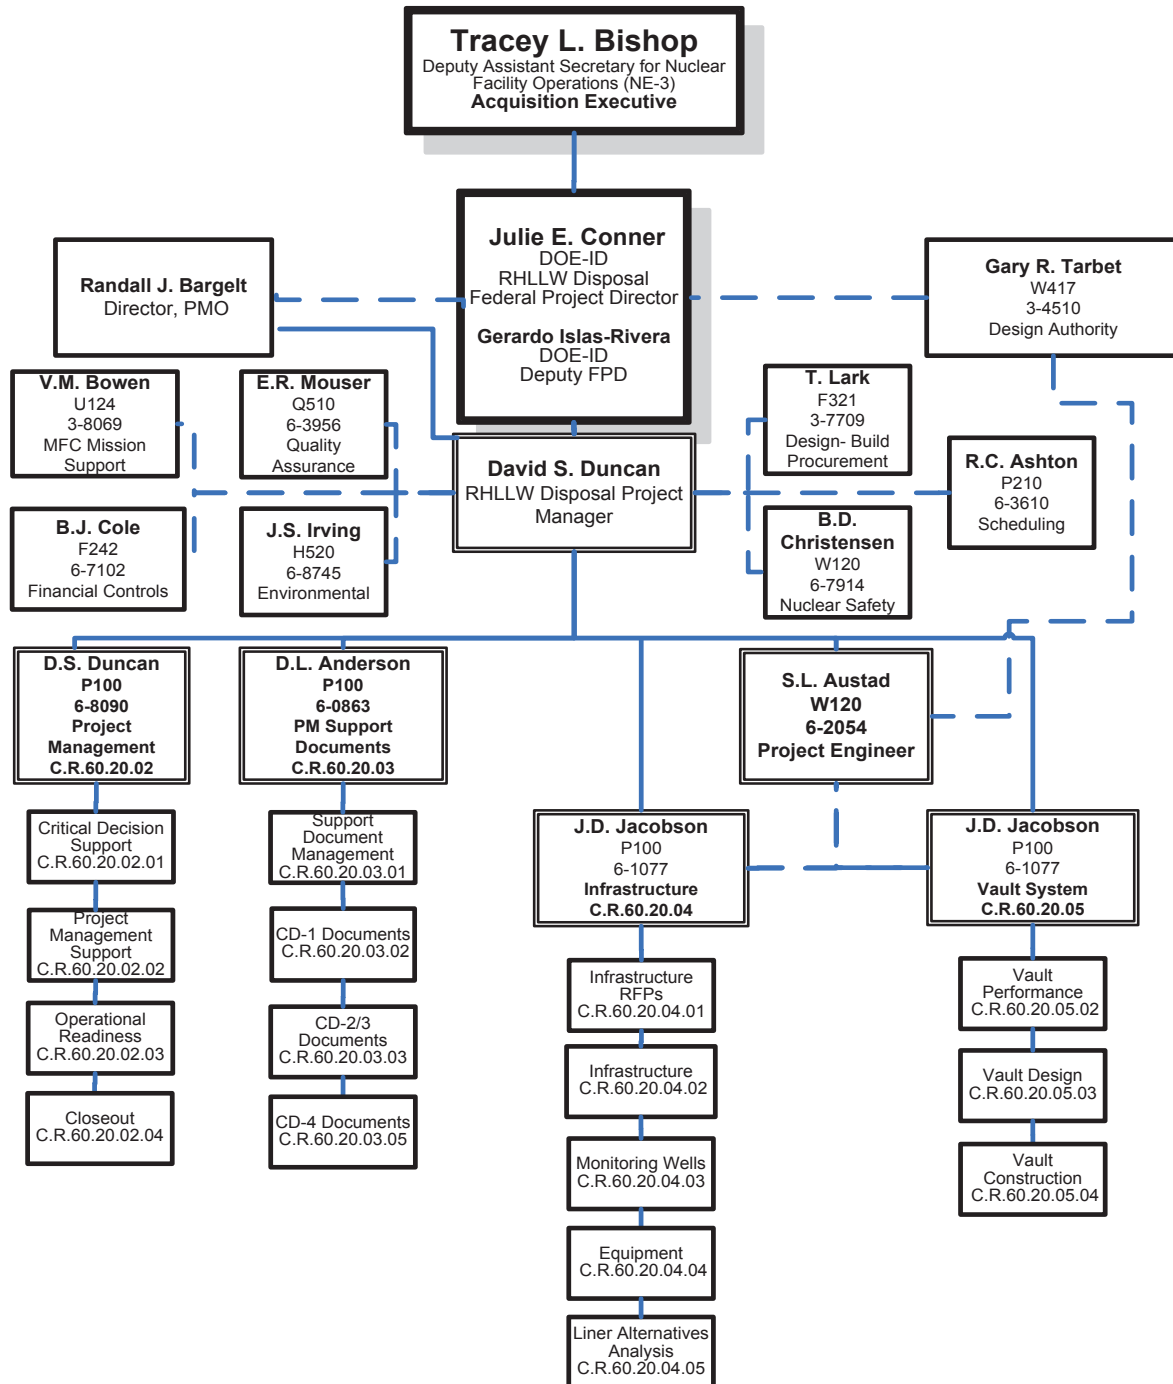 Tracey L. Bishop
Deputy Assistant Secretary for Nuclear
Facility Operations (NE-3)
Acquisition Executive
Julie E. Conner
DOE-ID
RHLLW Disposal
Federal Project Director
Gerardo Islas-Rivera
DOE-ID
Deputy FPD
Randall J. Bargelt
Director, PMO
Gary R. Tarbet
W417
3-4510
Design Authority
V.M. Bowen
U124
3-8069
MFC Mission
Support
E.R. Mouser
Q510
6-3956
Quality
Assurance
T. Lark
F321
3-7709
Design- Build
Procurement
R.C. Ashton
P210
6-3610
Scheduling
David S. Duncan
RHLLW Disposal Project
Manager
B.J. Cole
F242
6-7102
Financial Controls
J.S. Irving
H520
6-8745
Environmental
B.D.
Christensen
W120
6-7914
Nuclear Safety
D.S. Duncan
P100
6-8090
Project
Management
C.R.60.20.02
D.L. Anderson
P100
6-0863
PM Support
Documents
C.R.60.20.03
S.L. Austad
W120
6-2054
Project Engineer
J.D. Jacobson
P100
6-1077
Infrastructure
C.R.60.20.04
J.D. Jacobson
P100
6-1077
Vault System
C.R.60.20.05
Critical Decision
Support
C.R.60.20.02.01
Project
Management
Support
C.R.60.20.02.02
Operational
Readiness
C.R.60.20.02.03
Closeout
C.R.60.20.02.04
Support
Document
Management
C.R.60.20.03.01
CD-1 Documents
C.R.60.20.03.02
CD-2/3
Documents
C.R.60.20.03.03
CD-4 Documents
C.R.60.20.03.05
Infrastructure
RFPs
C.R.60.20.04.01
Infrastructure
C.R.60.20.04.02
Monitoring Wells
C.R.60.20.04.03
Equipment
C.R.60.20.04.04
Liner Alternatives
Analysis
C.R.60.20.04.05
Vault
Performance
C.R.60.20.05.02
Vault Design
C.R.60.20.05.03
Vault
Construction
C.R.60.20.05.04